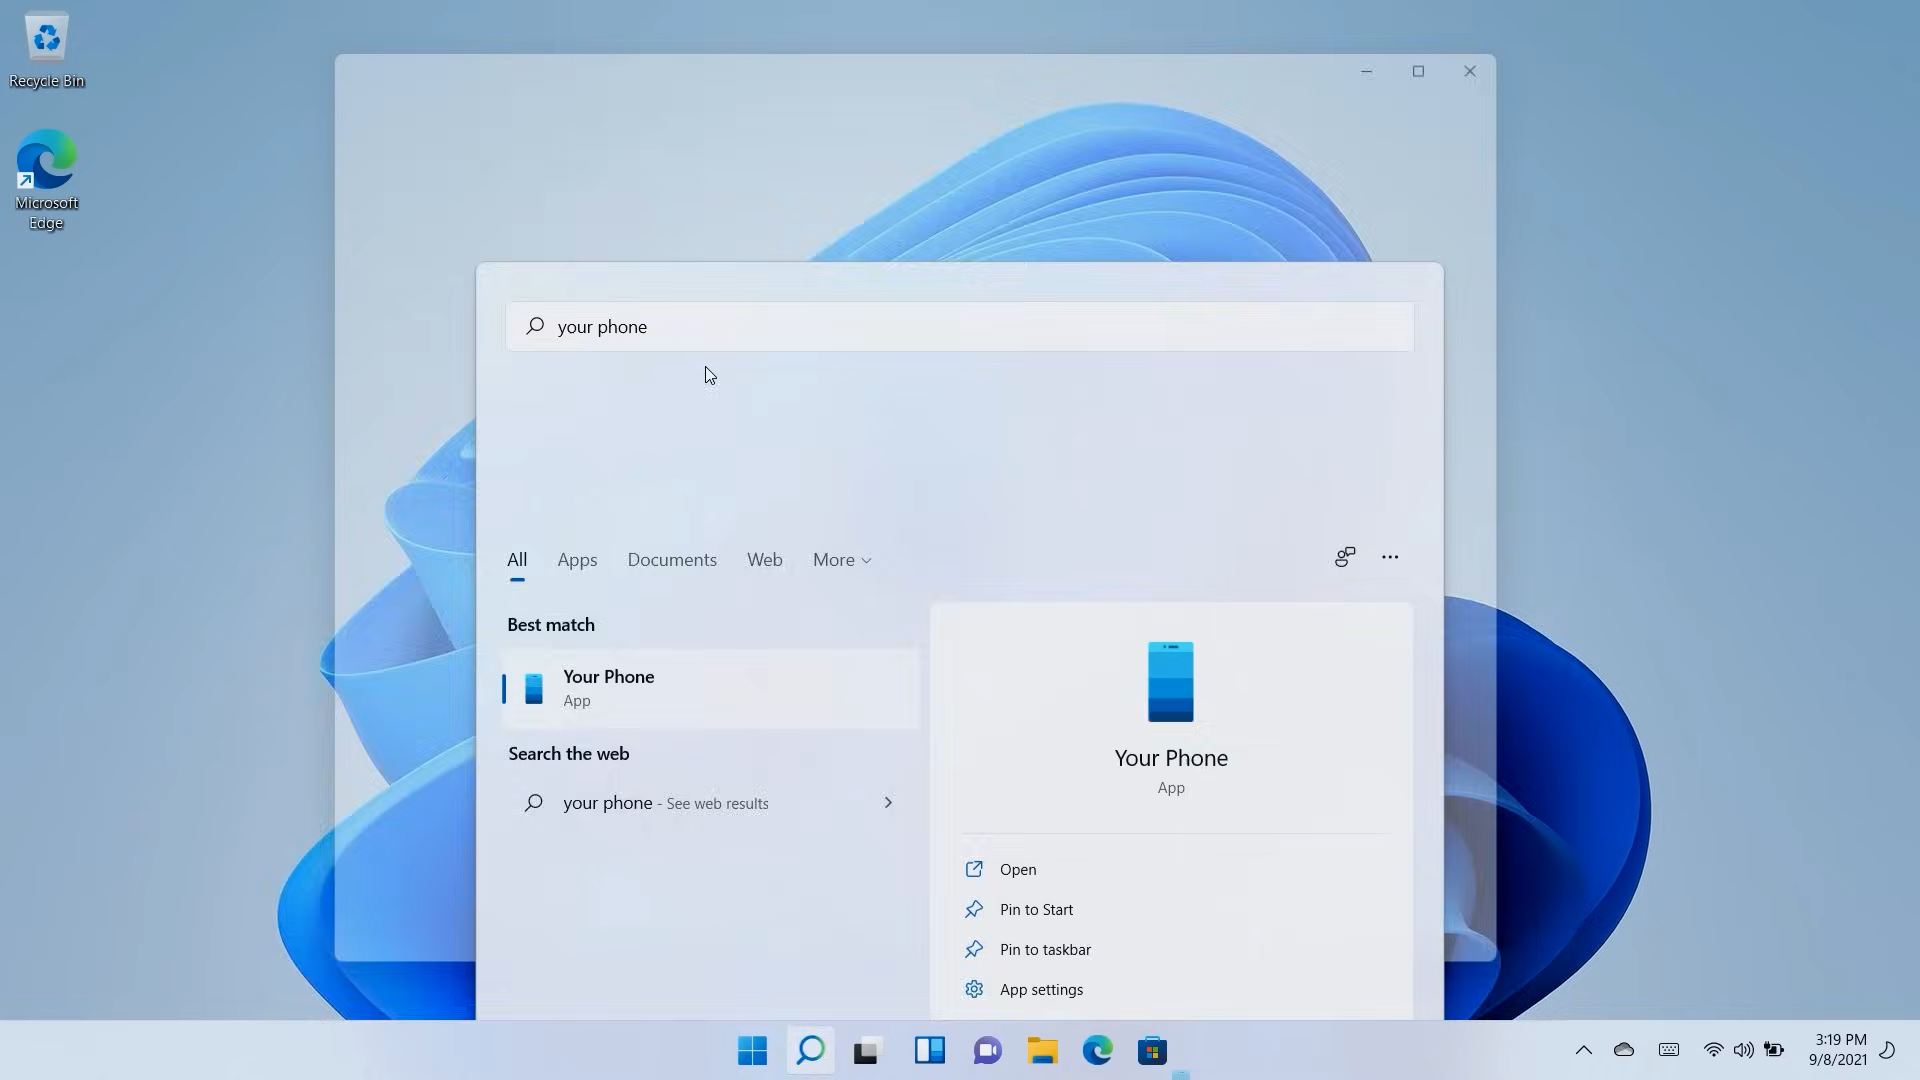 Recycle Bin
Microsoft
Edge
your phone
All Apps Documents Web More
Best match
Your Phone
App
Search the web
your phone - See web results
Your Phone
App
Open
Pin to Start
Pin to taskbar
App settings
3:19 PM
9/8/2021